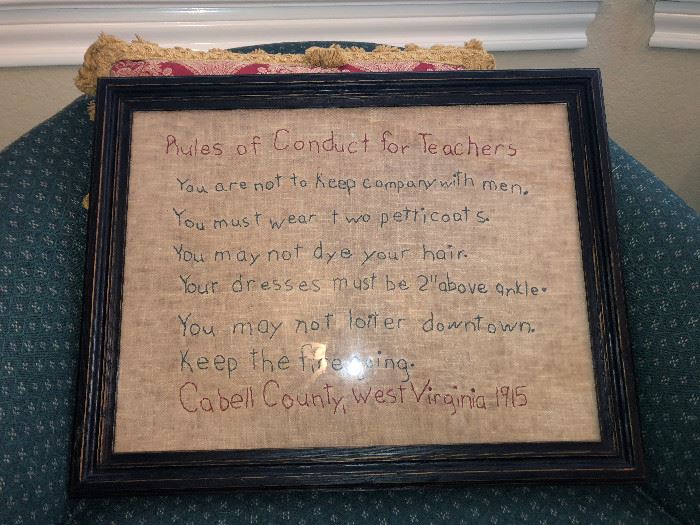 Rules of Conduct for Teachers
You are not to keep company with men.
You must wear two petticoats.
You may not dye your hair.
Your dresses must be 2" above ankle.
You may not loiter downtown.
Keep the fire going.
Cabell County, West Virginia 1915